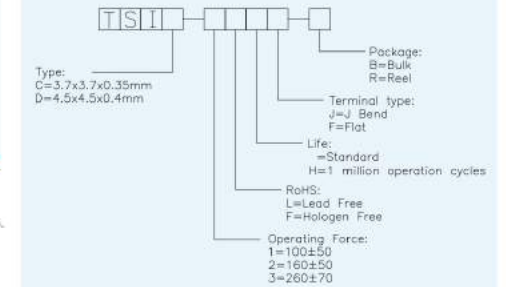 TSI
Package:
B=Bulk
R=Reel
Type:
C=3.7x3.7x0.35mm
D=4.5x4.5x0.4mm
Terminal type:
J=J Bend
F=Flat
Life:
=Standard
H=1 million operation cycles
RoHS:
L=Lead Free
F=Hologen Free
Operating Force:
1=100±50
2=160±50
3=260±70